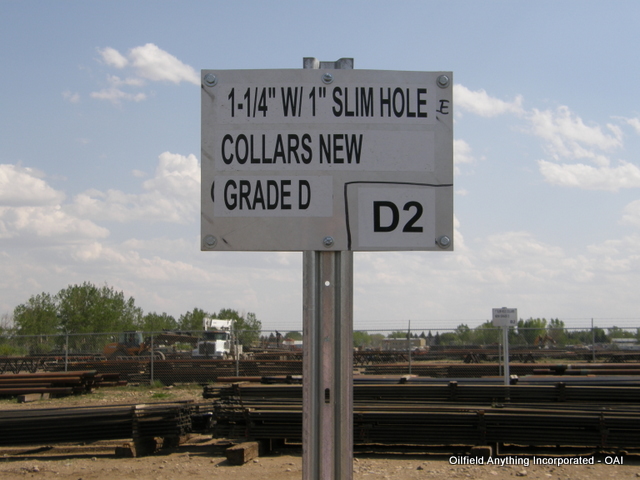 1-1/4" W/ 1" SLIM HOLE E
COLLARS NEW
GRADE D
D2
Oilfield Anything Incorporated - OAI